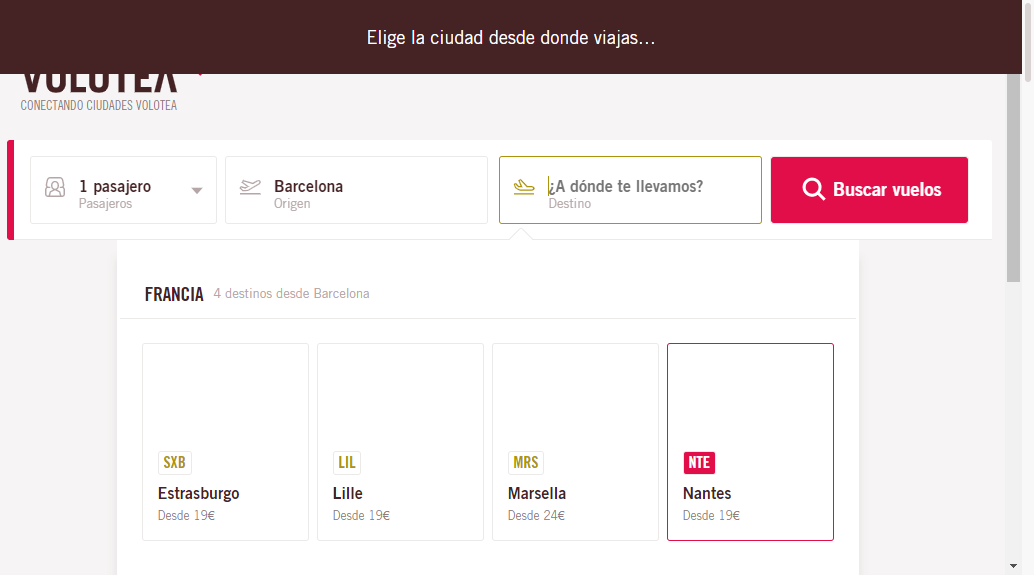 Elige la ciudad desde donde viajas...
VOLOTEA
CONECTANDO CIUDADES VOLOTEA
1 pasajero
Pasajeros
Barcelona
Origen
¿A dónde te llevamos?
Destino
Buscar vuelos
FRANCIA 4 destinos desde Barcelona
SXB
Estrasburgo
Desde 19€
LIL
Lille
Desde 19€
MRS
Marsella
Desde 24€
NTE
Nantes
Desde 19€